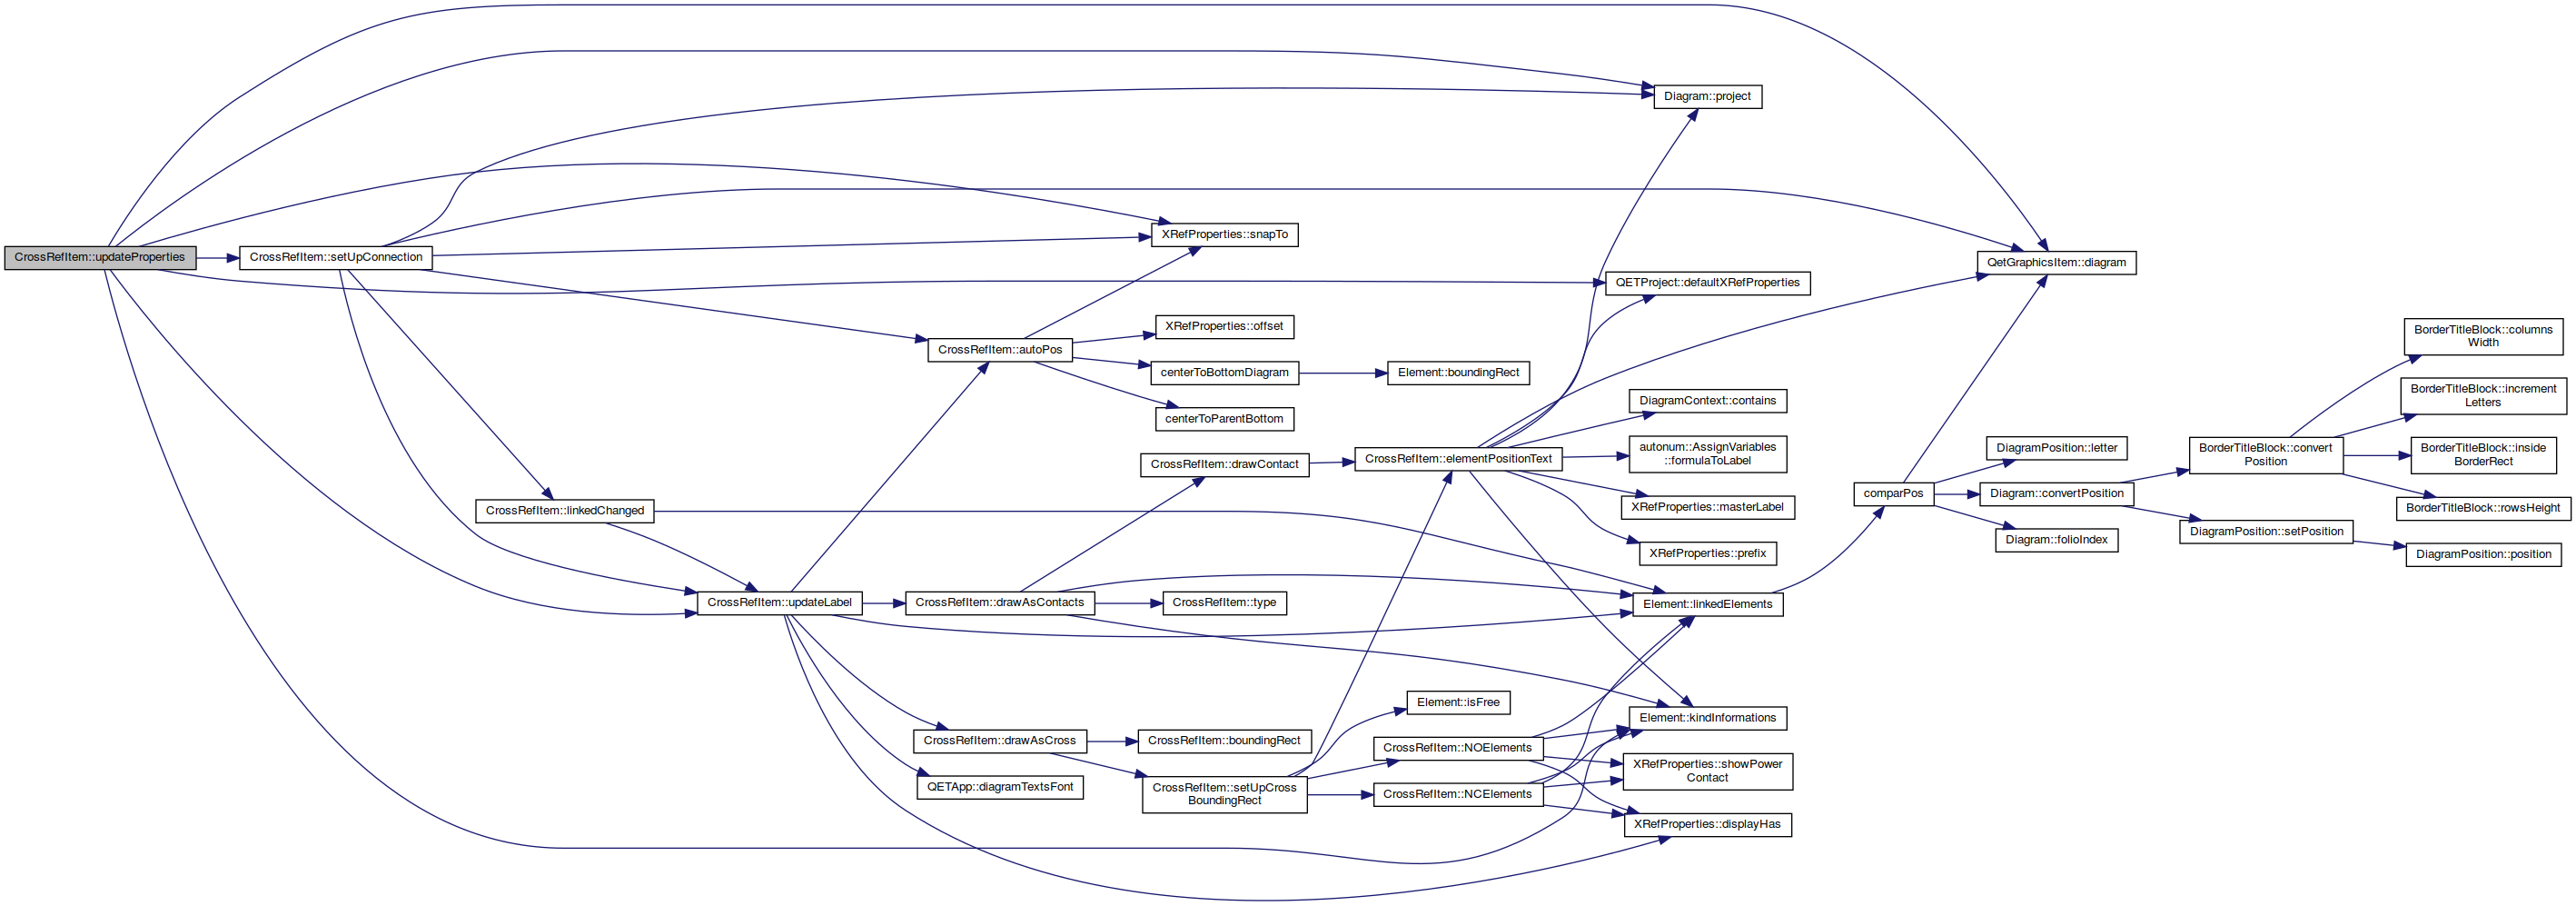 CrossRefItem::updateProperties
CrossRefItem::setUpConnection
CrossRefItem::linkedChanged
CrossRefItem::updateLabel
CrossRefItem::autoPos
CrossRefItem::drawAsContacts
CrossRefItem::drawAsCross
QETApp::diagramTextsFont
XRefProperties::snapTo
XRefProperties::offset
centerToBottomDiagram
centerToParentBottom
CrossRefItem::drawContact
CrossRefItem::type
CrossRefItem::boundingRect
CrossRefItem::setUpCross
BoundingRect
Element::boundingRect
CrossRefItem::elementPositionText
Element::isFree
CrossRefItem::NOElements
CrossRefItem::NCElements
Diagram::project
QETProject::defaultXRefProperties
DiagramContext::contains
autonum::AssignVariables
::formulaToLabel
XRefProperties::masterLabel
XRefProperties::prefix
Element::linkedElements
Element::kindInformations
XRefProperties::showPower
Contact
XRefProperties::displayHas
comparPos
QetGraphicsItem::diagram
DiagramPosition::letter
Diagram::convertPosition
Diagram::folioIndex
BorderTitleBlock::convert
Position
DiagramPosition::setPosition
BorderTitleBlock::columns
Width
BorderTitleBlock::increment
Letters
BorderTitleBlock::inside
BorderRect
BorderTitleBlock::rowsHeight
DiagramPosition::position